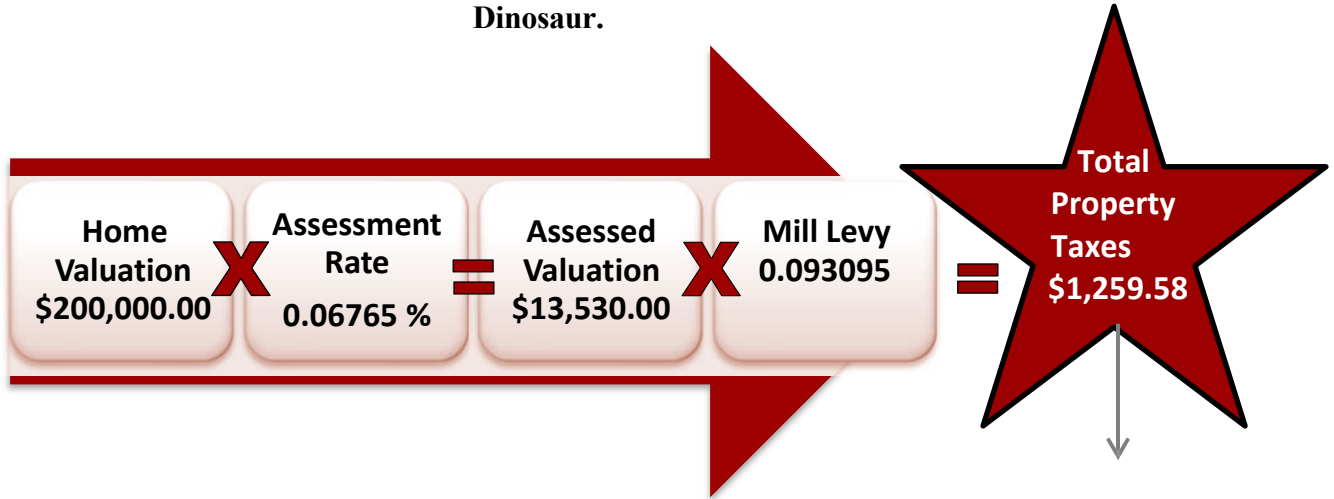 Dinosaur.
Home
Valuation
$200,000.00
X
Assessment
Rate
0.06765 %
=
Assessed
Valuation
$13,530.00
X
Mill Levy
0.093095
=
Total
Property
Taxes
$1,259.58